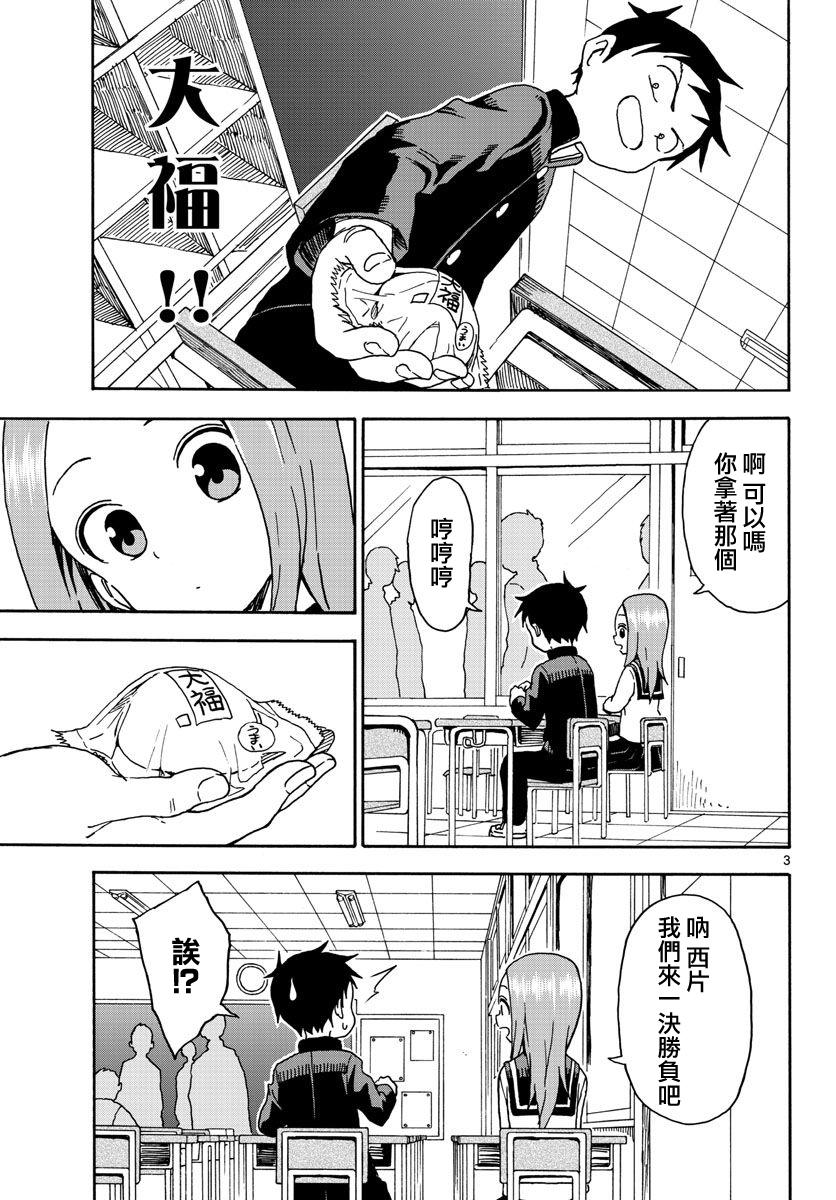 大福!!
大福
うまい
啊 可以嗎
你拿著那個
哼哼哼
大福
うまい
3
吶 西片
我們來一決勝負吧
誒!?